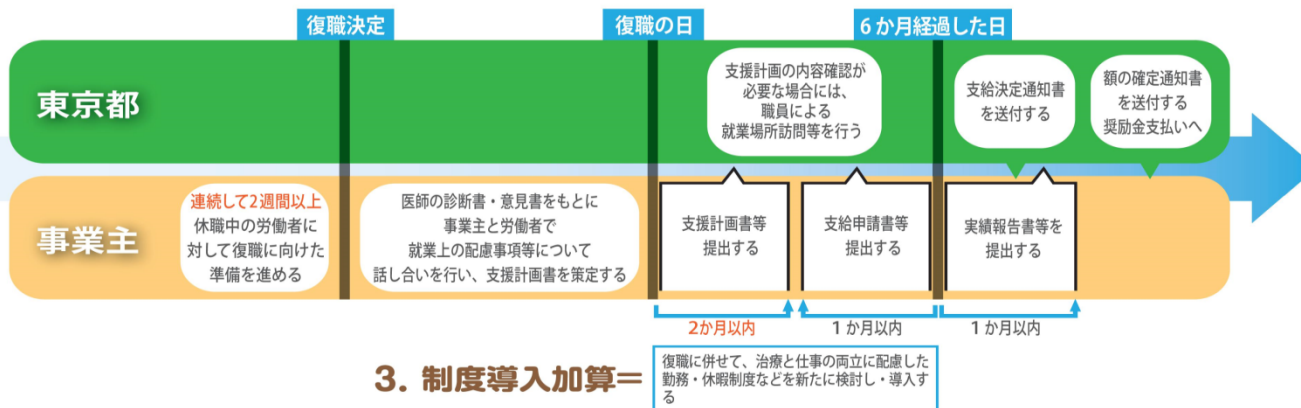 復職決定
復職の日
6か月経過した日
東京都
支援計画の内容確認が
必要な場合には、
職員による
就業場所訪問等を行う
支給決定通知書
を送付する
額の確定通知書
を送付する
奨励金支払いへ
事業主
連続して2週間以上
休職中の労働者に
対して復職に向けた
準備を進める
医師の診断書・意見書をもとに
事業主と労働者で
就業上の配慮事項等について
話し合いを行い、支援計画書を策定する
支援計画書等
提出する
支給申請書等
提出する
実績報告書等を
提出する
2か月以内
1か月以内
1か月以内
3. 制度導入加算＝
復職に併せて、治療と仕事の両立に配慮した
勤務・休暇制度などを新たに検討し・導入す
る